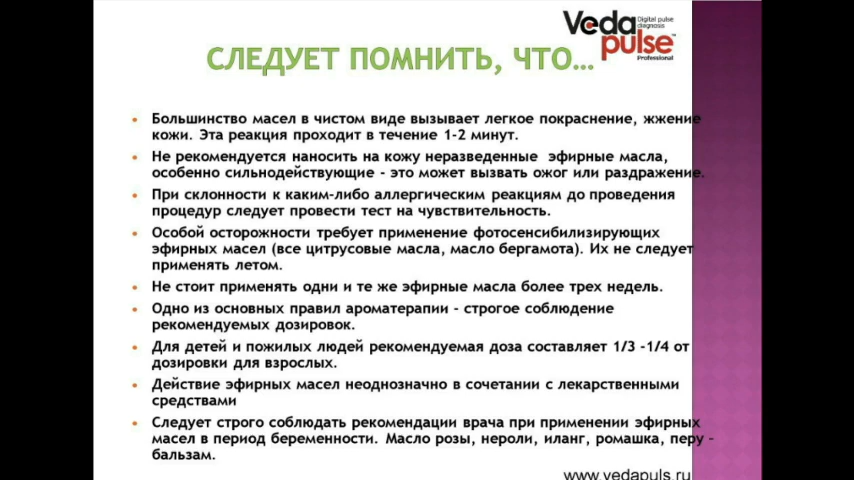 Veda
Digital pulse
diagnosis
pulse™
Professional
СЛЕДУЕТ ПОМНИТЬ, ЧТО...
• Большинство масел в чистом виде вызывает легкое покраснение, жжение
кожи. Эта реакция проходит в течение 1-2 минут.
• Не рекомендуется наносить на кожу неразведенные эфирные масла,
особенно сильнодействующие - это может вызвать ожог или раздражение.
• При склонности к каким-либо аллергическим реакциям до проведения
процедур следует провести тест на чувствительность.
• Особой осторожности требует применение фотосенсибилизирующих
эфирных масел (все цитрусовые масла, масло бергамота). Их не следует
применять летом.
• Не стоит применять одни и те же эфирные масла более трех недель.
• Одно из основных правил ароматерапии - строгое соблюдение
рекомендуемых дозировок.
• Для детей и пожилых людей рекомендуемая доза составляет 1/3 -1/4 от
дозировки для взрослых.
• Действие эфирных масел неоднозначно в сочетании с лекарственными
средствами
• Следует строго соблюдать рекомендации врача при применении эфирных
масел в период беременности. Масло розы, нероли, иланг, ромашка, перу -
бальзам.
www.vedapuls.ru